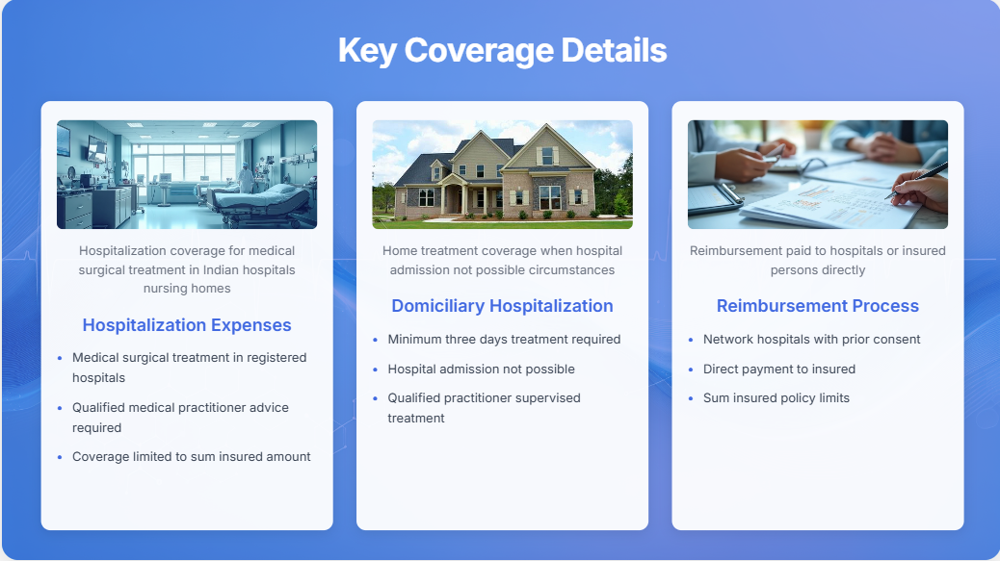 Key Coverage Details
Hospitalization coverage for medical
surgical treatment in Indian hospitals
nursing homes
Hospitalization Expenses
• Medical surgical treatment in registered
hospitals
• Qualified medical practitioner advice
required
• Coverage limited to sum insured amount
Home treatment coverage when hospital
admission not possible circumstances
Domiciliary Hospitalization
• Minimum three days treatment required
• Hospital admission not possible
• Qualified practitioner supervised
treatment
Reimbursement paid to hospitals or insured
persons directly
Reimbursement Process
• Network hospitals with prior consent
• Direct payment to insured
• Sum insured policy limits